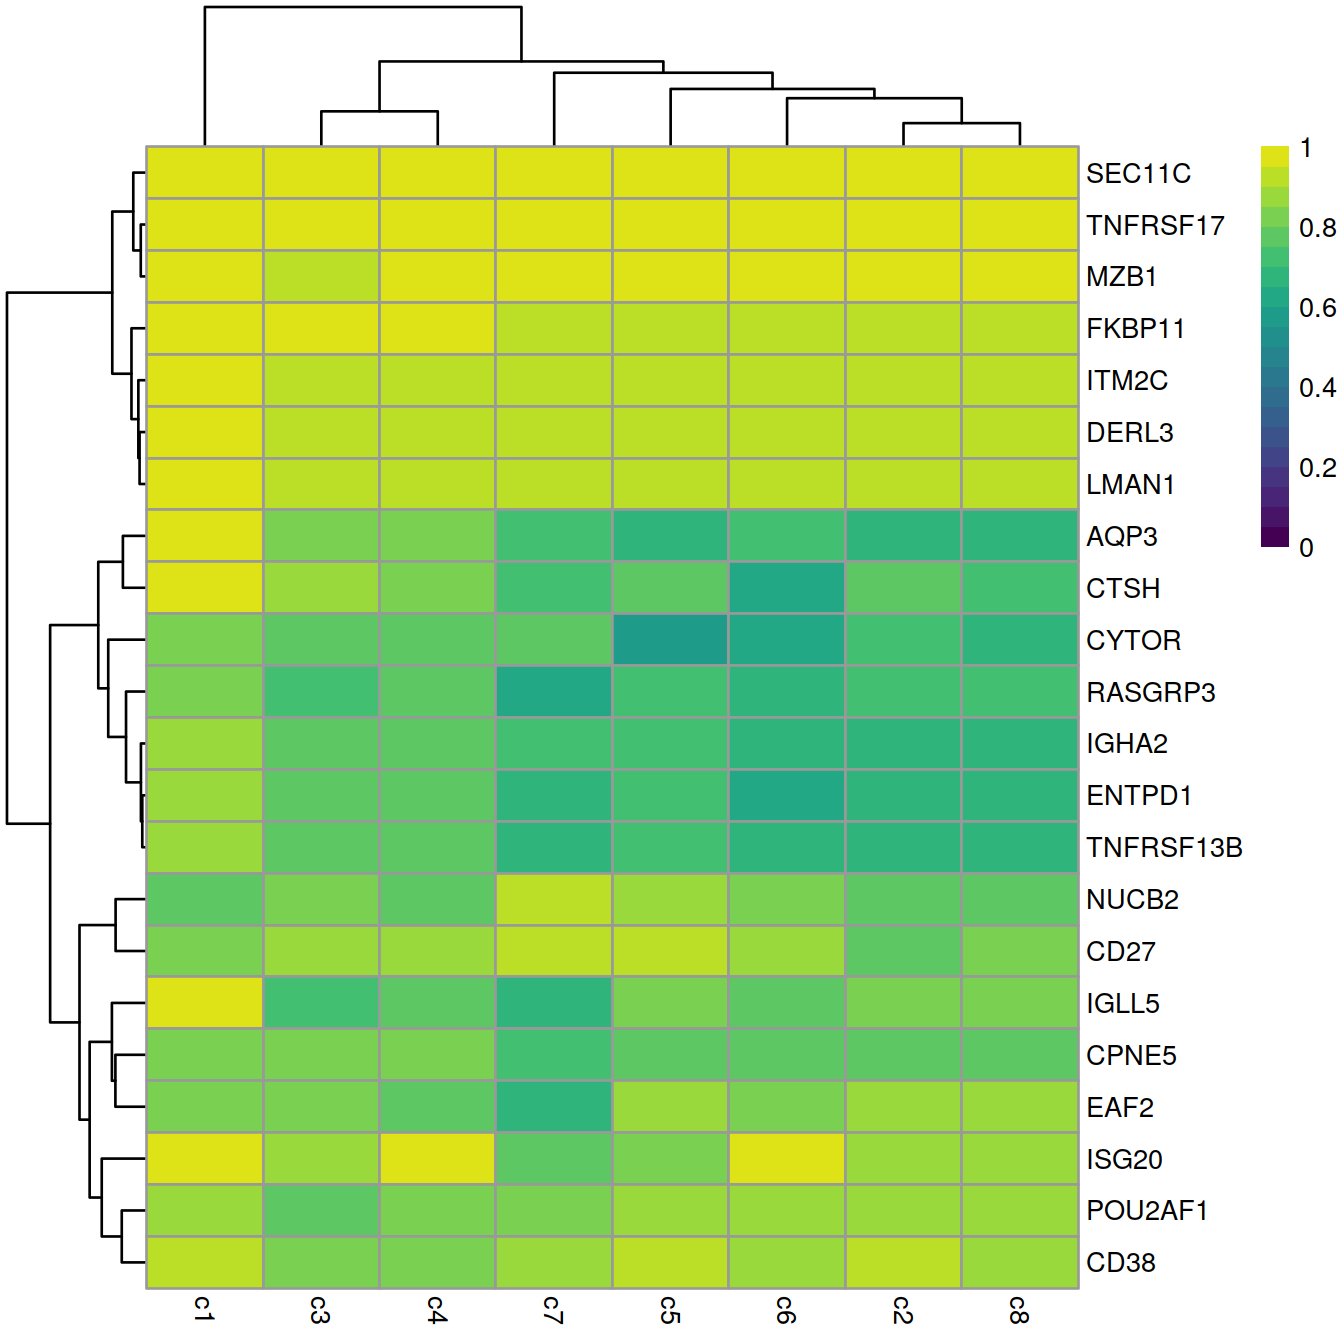 SEC11C
TNFRSF17
MZB1
FKBP11
ITM2C
DERL3
LMAN1
AQP3
CTSH
CYTOR
RASGRP3
IGHA2
ENTPD1
TNFRSF13B
NUCB2
CD27
IGLL5
CPNE5
EAF2
ISG20
POU2AF1
CD38
c1
c3
c4
c7
c5
c6
c2
c8
1
0.8
0.6
0.4
0.2
0